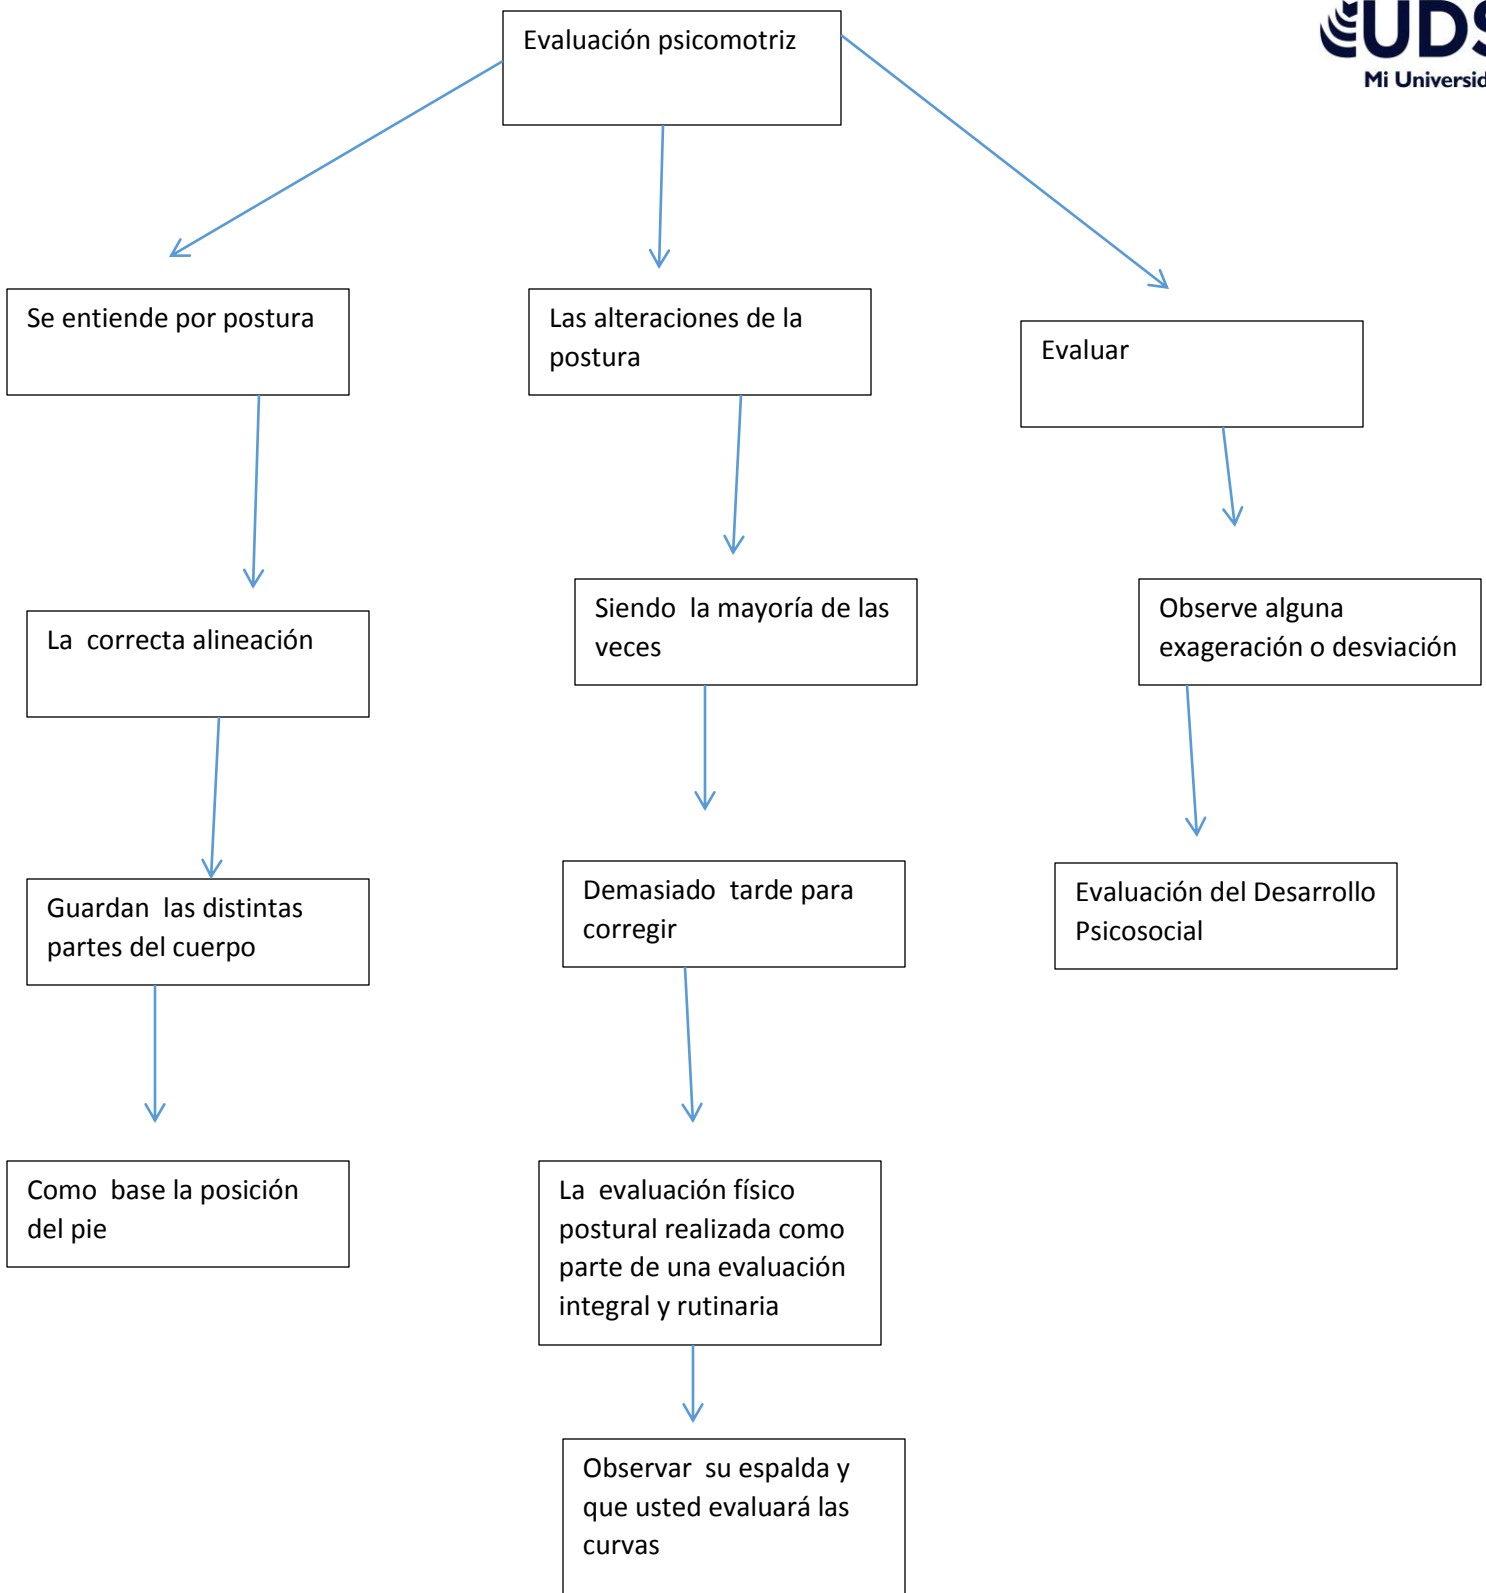 Evaluación psicomotriz
Mi Universid
Se entiende por postura
Las alteraciones de la
postura
Evaluar
La correcta alineación
Siendo la mayoría de las
veces
Observe alguna
exageración o desviación
Guardan las distintas
partes del cuerpo
Demasiado tarde para
corregir
Evaluación del Desarrollo
Psicosocial
Como base la posición
del pie
La evaluación físico
postural realizada como
parte de una evaluación
integral y rutinaria
Observar su espalda y
que usted evaluará las
curvas